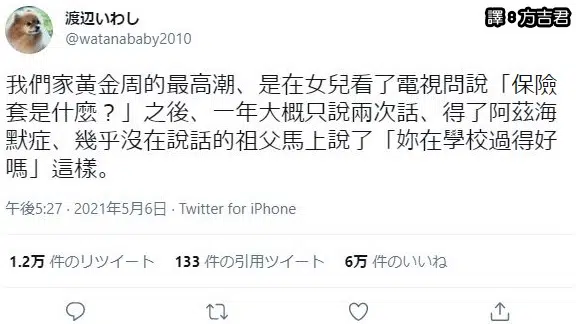 譯:方吉君
渡辺いわし
@watanababy2010
我們家黃金周的最高潮、是在女兒看了電視問說「保險
套是什麼？」之後、一年大概只說兩次話、得了阿茲海
默症、幾乎沒在說話的祖父馬上說了「妳在學校過得好
嗎」這樣。
午後5:27 · 2021年5月6日 · Twitter for iPhone
1.2万 件のリツイート 133 件の引用ツイート 6万 件のいいね